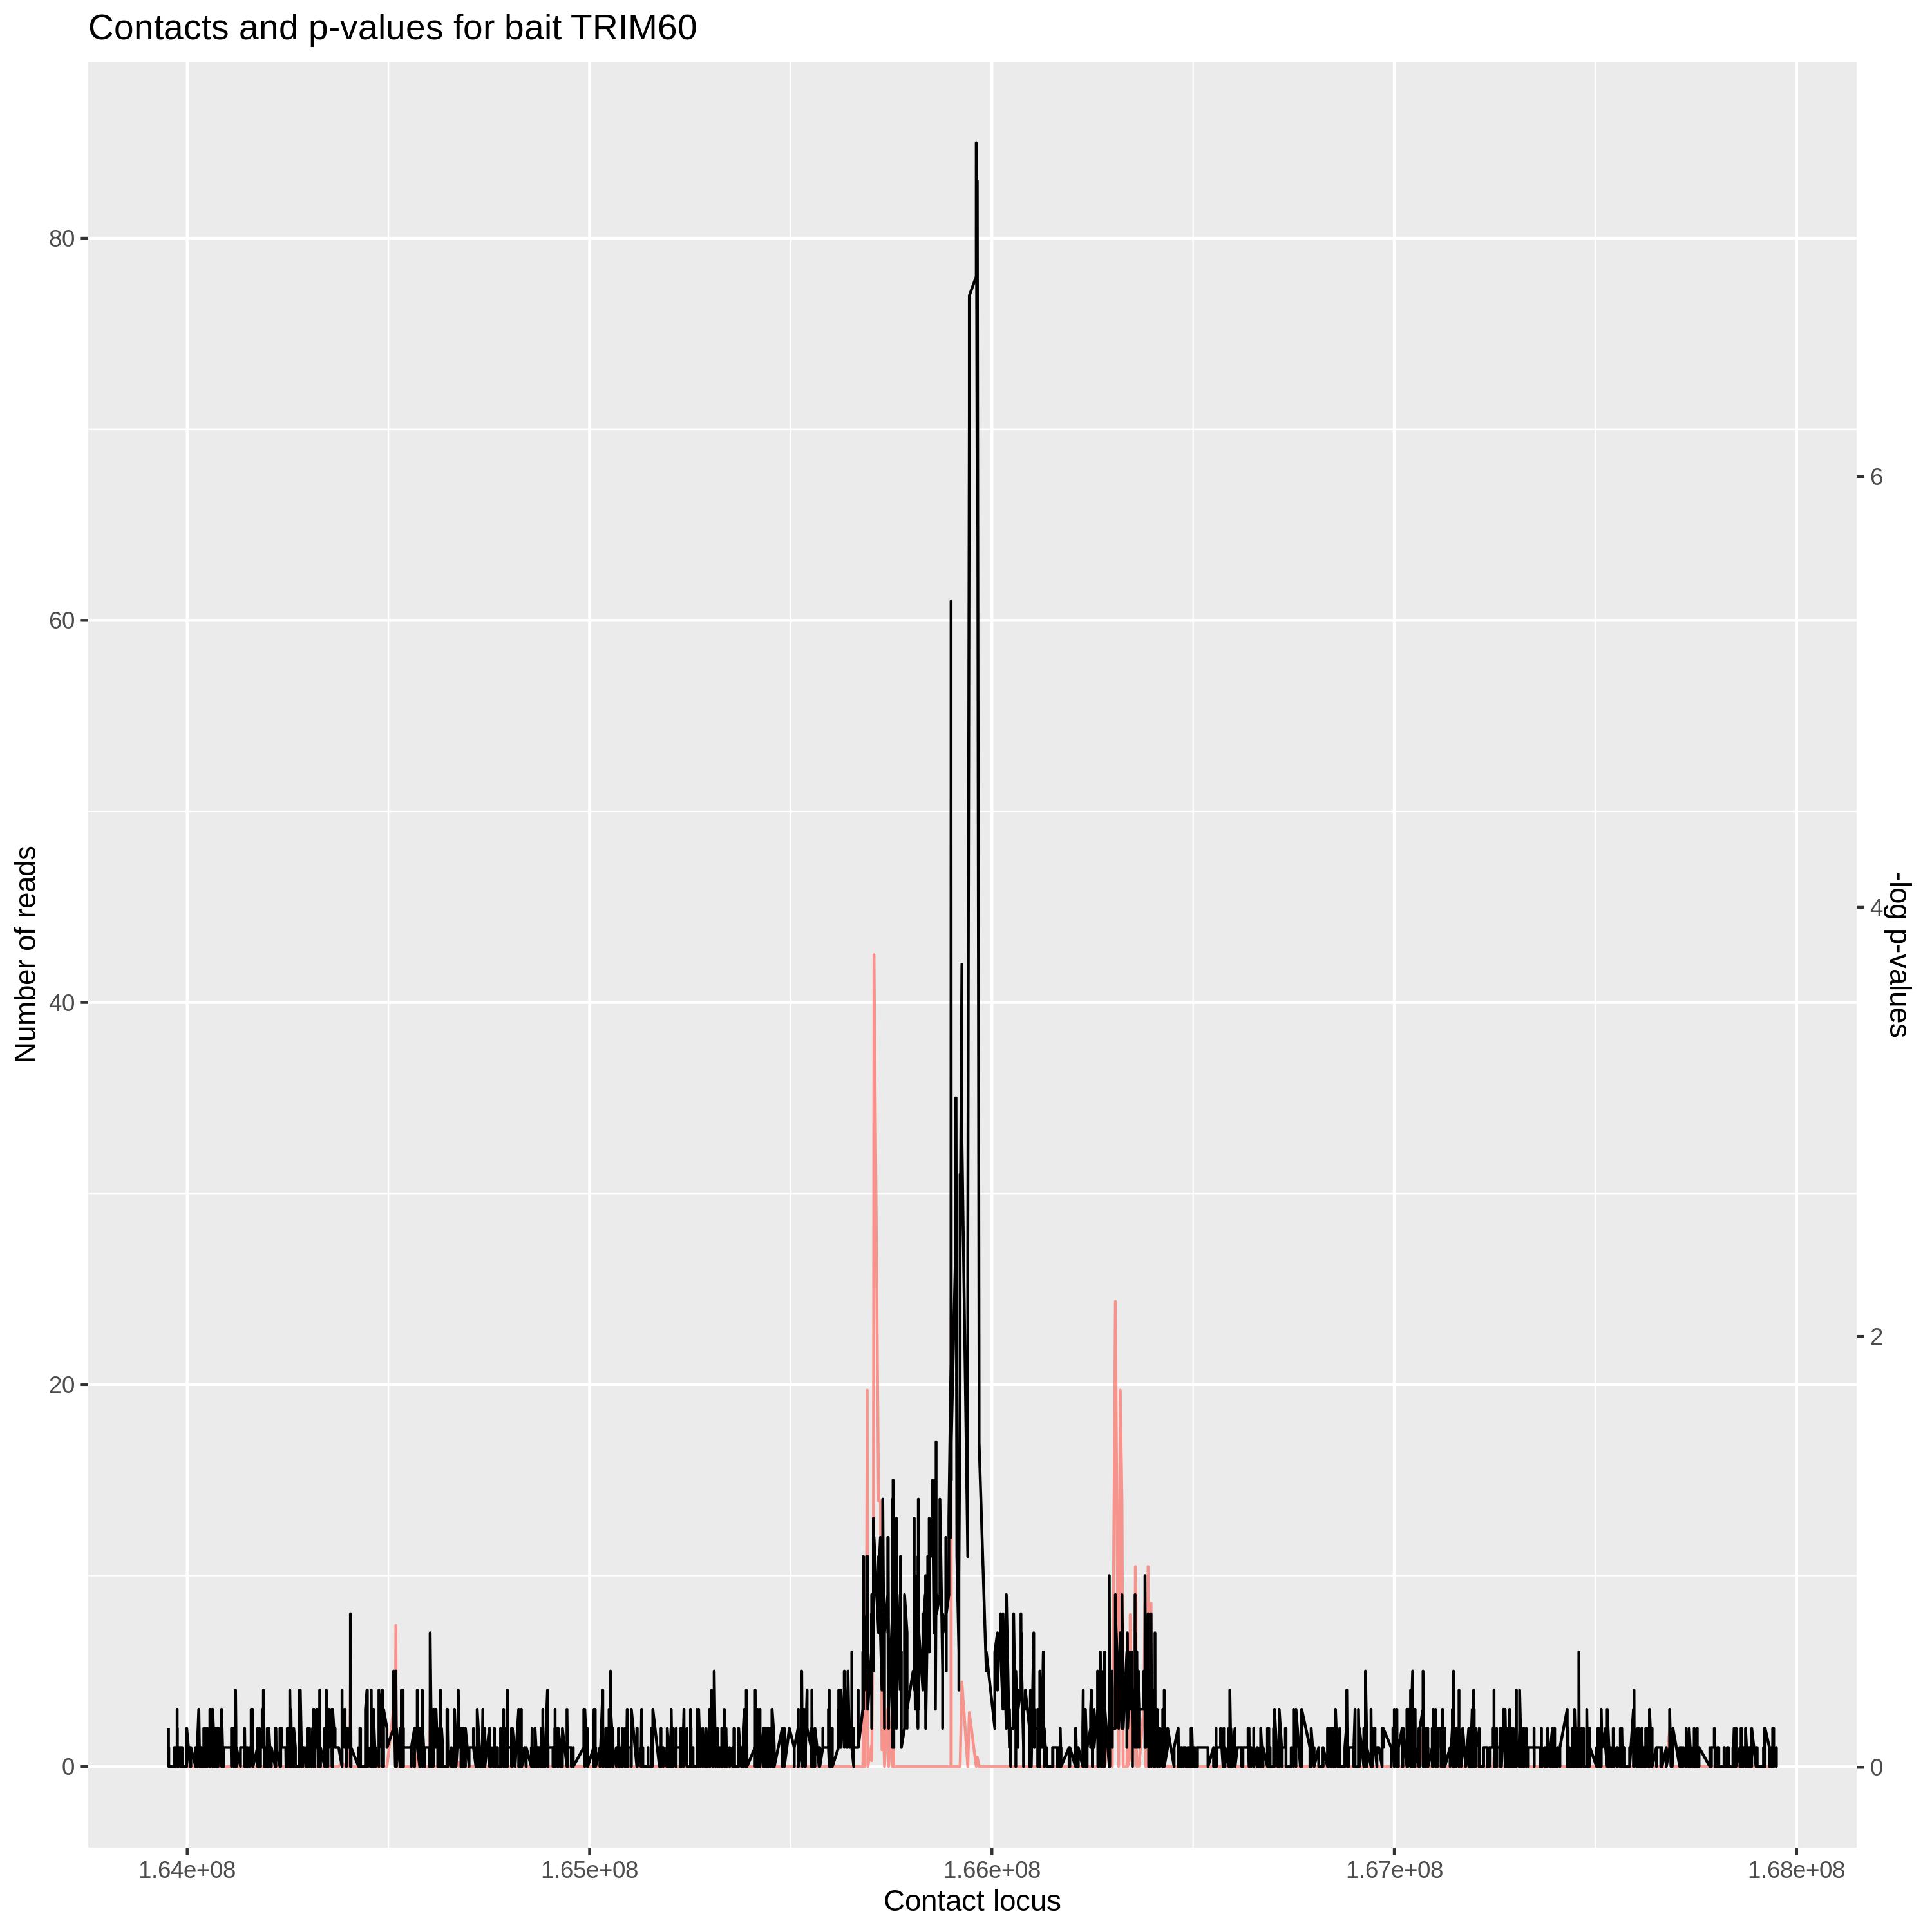 Contacts and p-values for bait TRIM60
80
60
40
20
0
Number of reads
6
4
2
0
-log p-values
1.64e+08 1.65e+08 1.66e+08 1.67e+08 1.68e+08
Contact locus